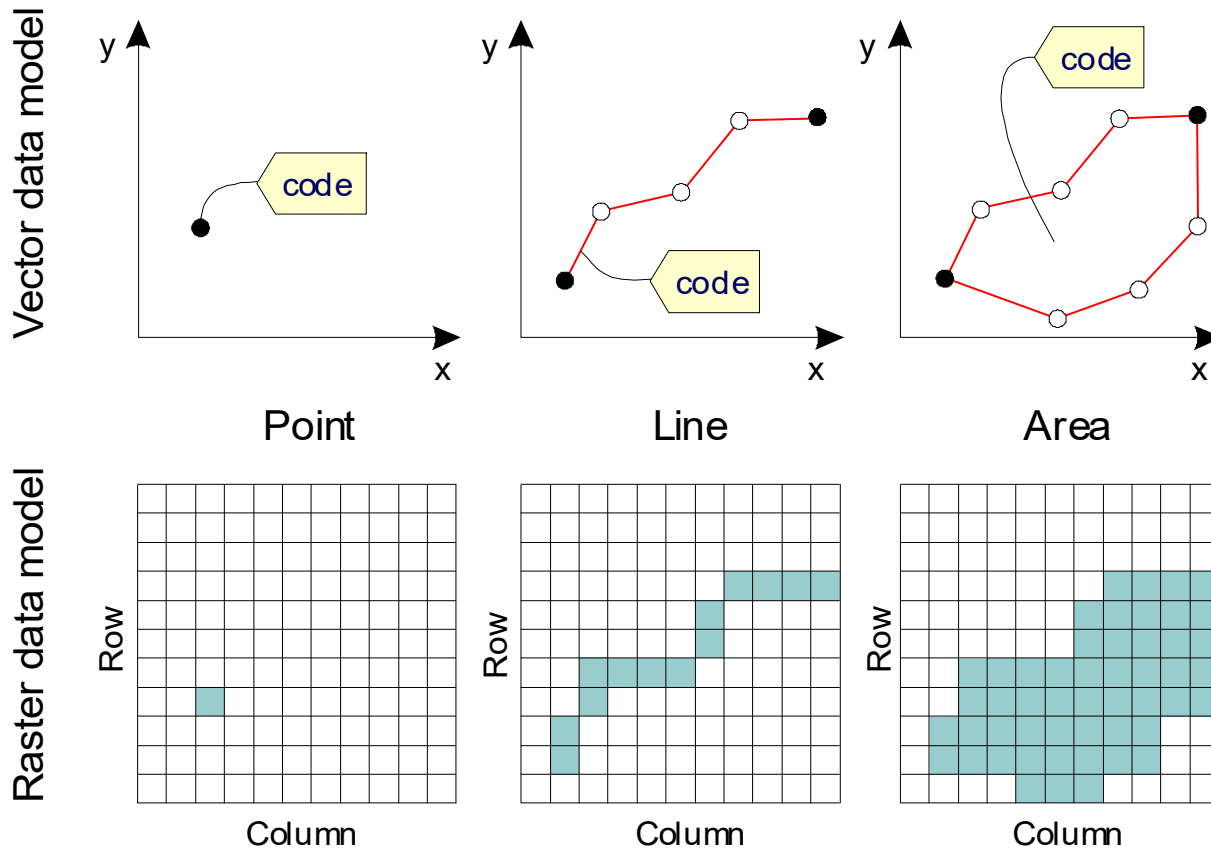 Vector data model
y
code
x
y
code
x
y
code
x
Point
Line
Area
Raster data model
Row
Column
Row
Column
Row
Column